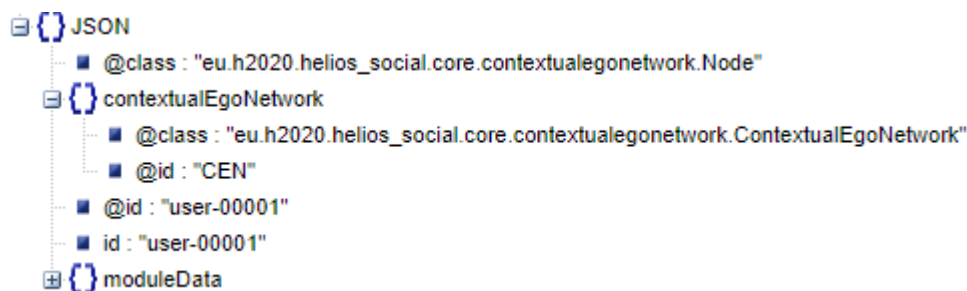 JSON
@class : "eu.h2020.helios_social.core.contextualegonetwork.Node"
contextualEgoNetwork
@class : "eu.h2020.helios_social.core.contextualegonetwork.ContextualEgoNetwork"
@id : "CEN"
@id : "user-00001"
id : "user-00001"
moduleData